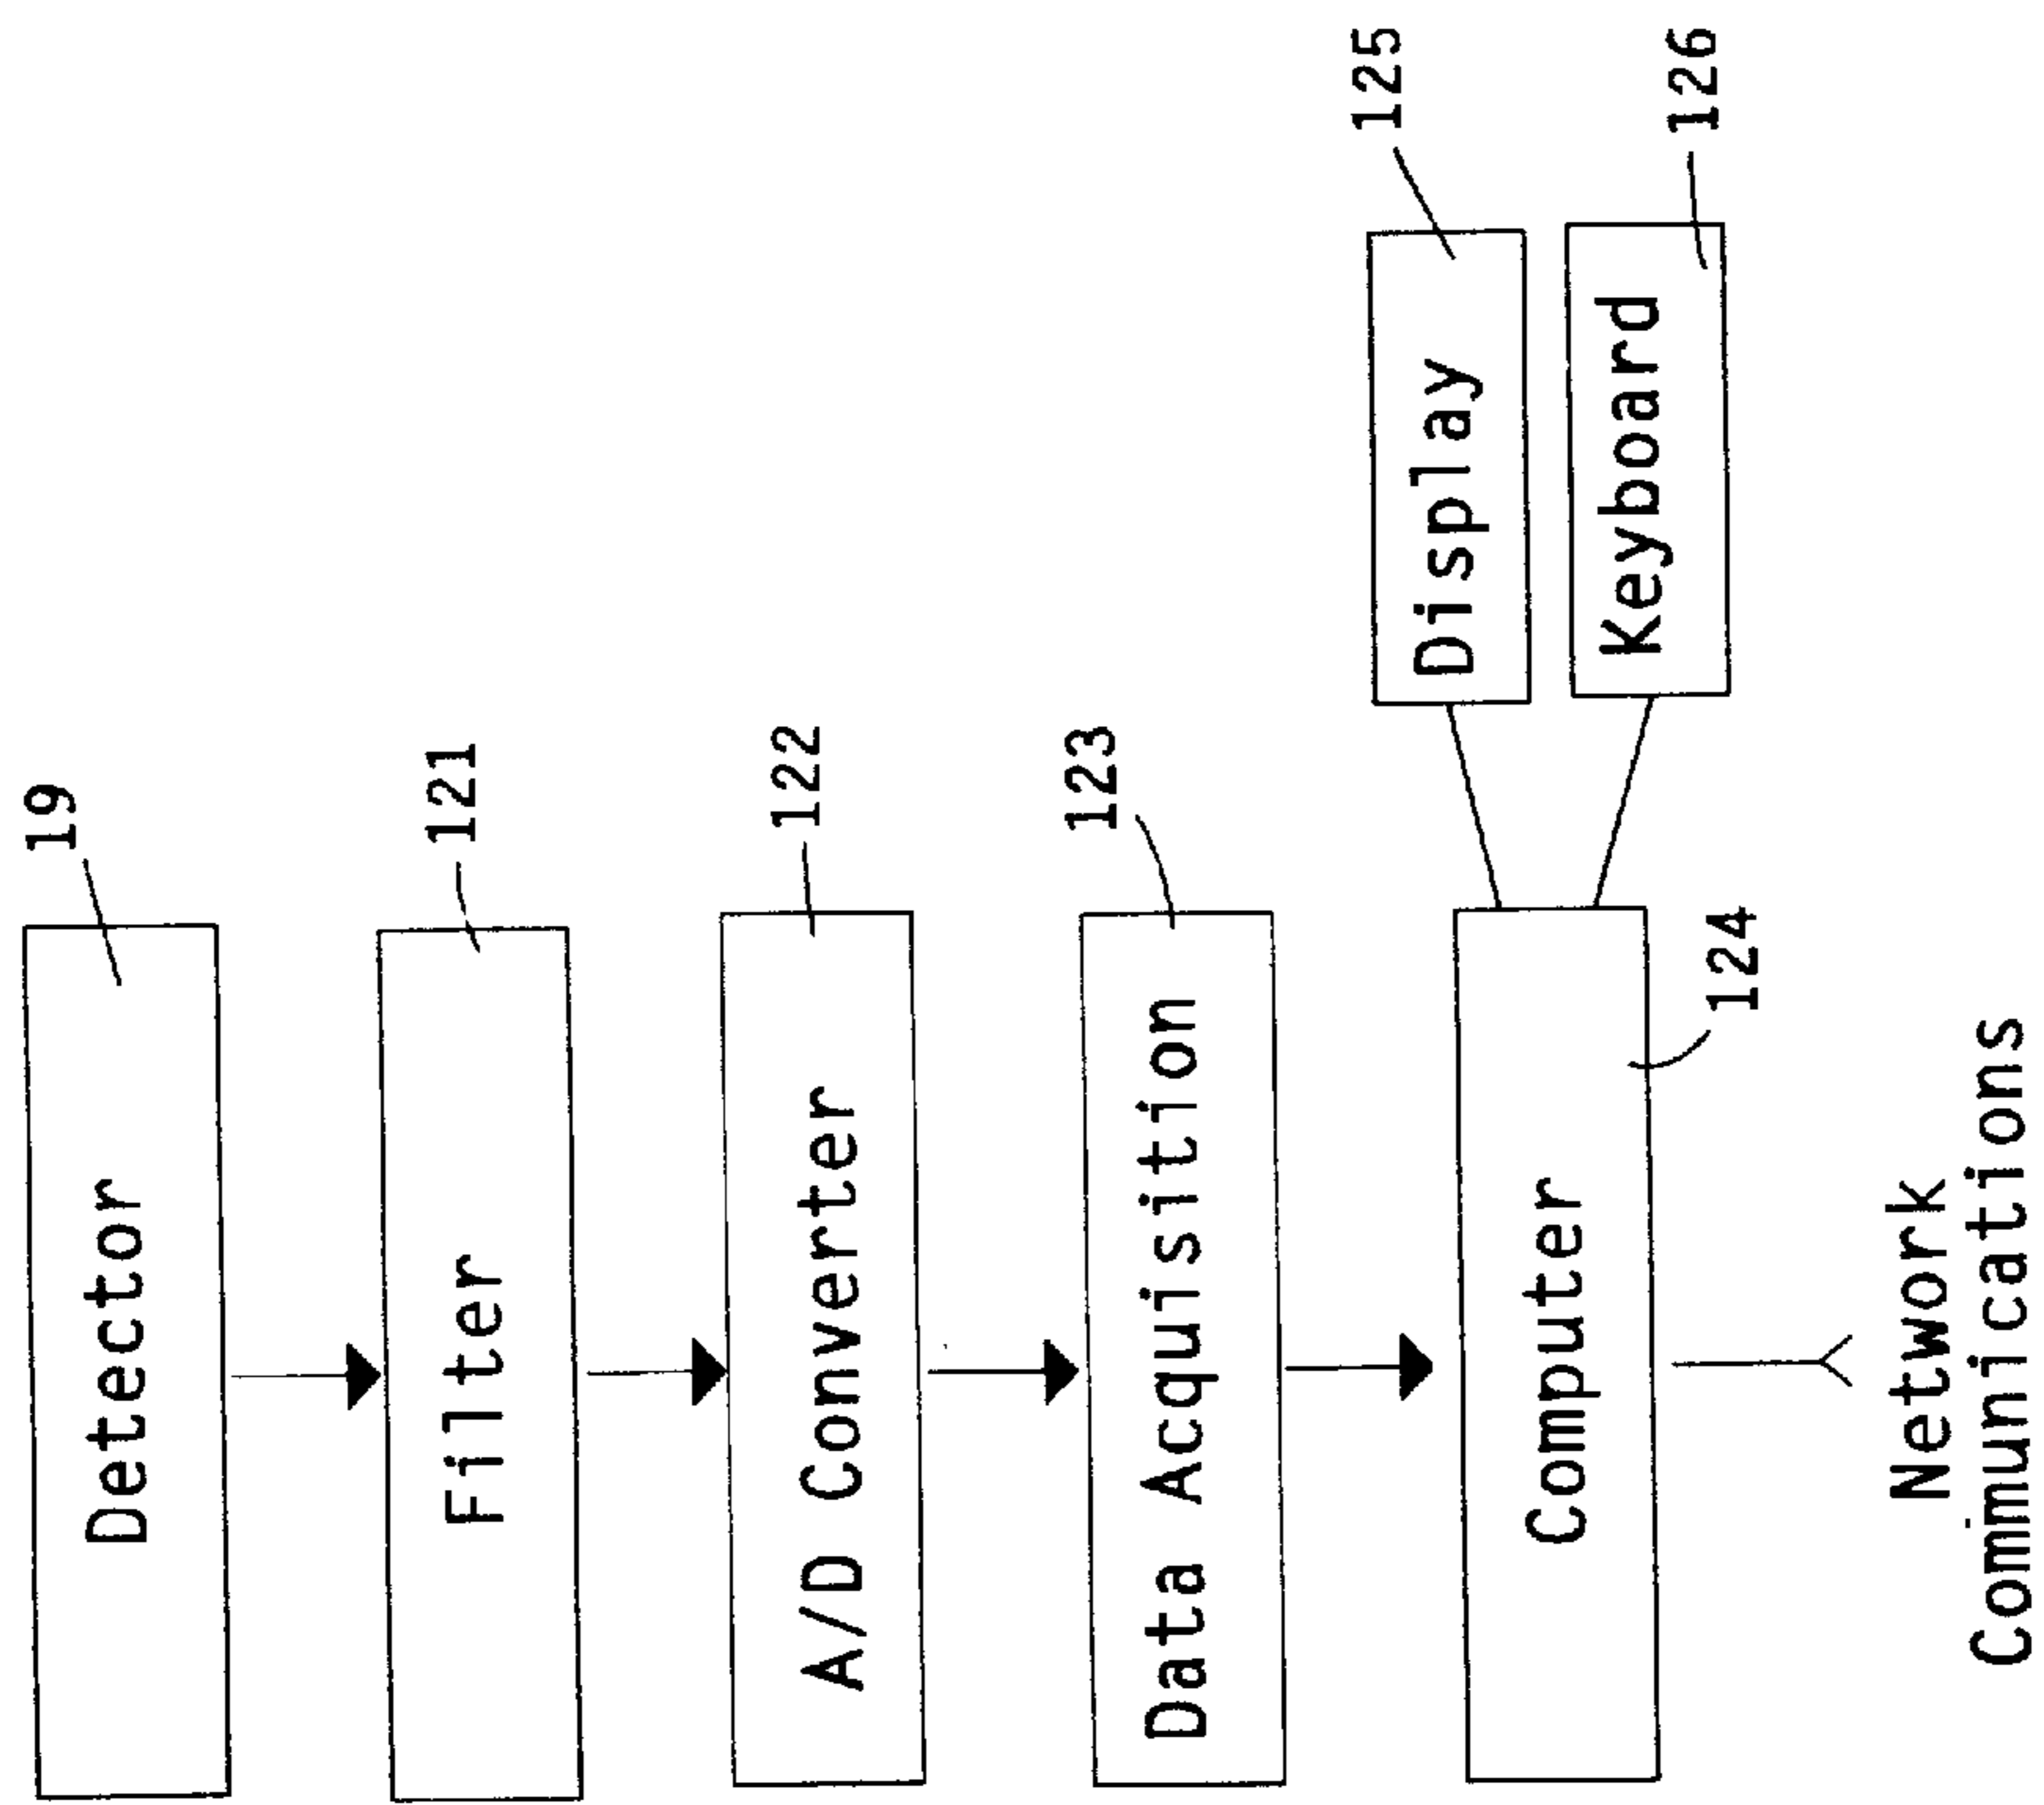 19
Detector
121
Filter
122
A/D Converter
123
Data Acquisition
125
Display
126
Keyboard
Computer
124
Network
Communications